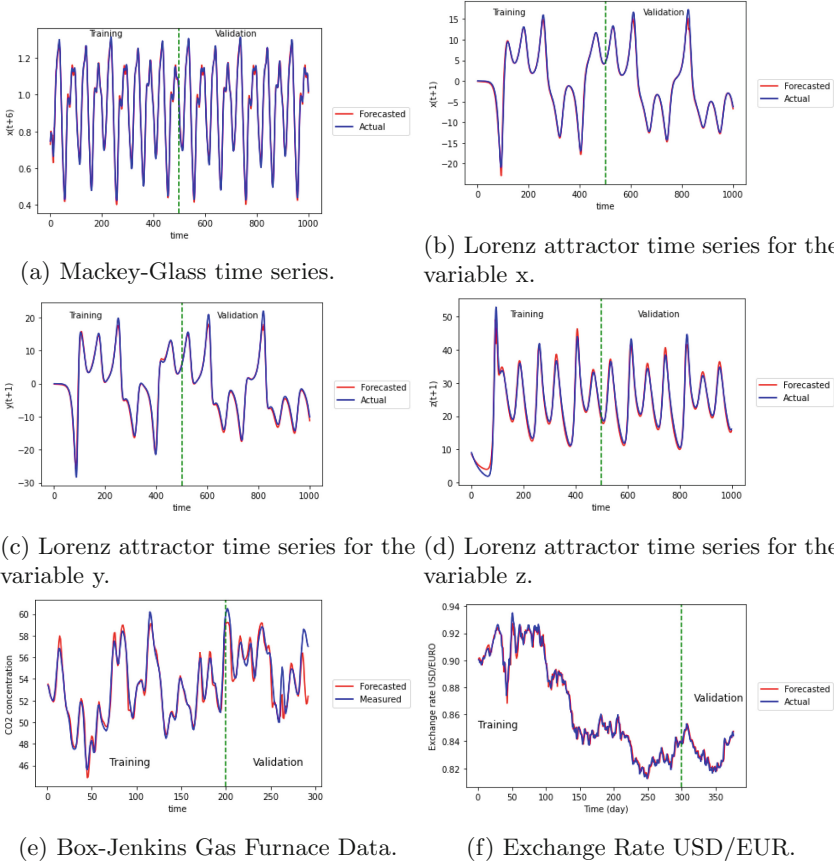 Training
Validation
1.2
1.0
0.8
0.6
0.4
x(t+6)
0
200
400
600
800
1000
time
Forecasted
Actual
(a) Mackey-Glass time series.
Training
Validation
15
10
5
0
−5
−10
−15
−20
x(t+1)
0
200
400
600
800
1000
time
Forecasted
Actual
(b) Lorenz attractor time series for the
variable x.
Training
Validation
20
10
0
−10
−20
−30
y(t+1)
0
200
400
600
800
1000
time
Forecasted
Actual
(c) Lorenz attractor time series for the
variable y.
Training
Validation
50
40
30
20
10
0
z(t+1)
0
200
400
600
800
1000
time
Forecasted
Actual
(d) Lorenz attractor time series for the
variable z.
60
58
56
54
52
50
48
46
CO2 concentration
Training
Validation
0
50
100
150
200
250
300
time
Forecasted
Measured
(e) Box-Jenkins Gas Furnace Data.
0.94
0.92
0.90
0.88
0.86
0.84
0.82
Exchange rate USD/EURO
Training
Validation
0
50
100
150
200
250
300
350
Time (day)
Forecasted
Actual
(f) Exchange Rate USD/EUR.